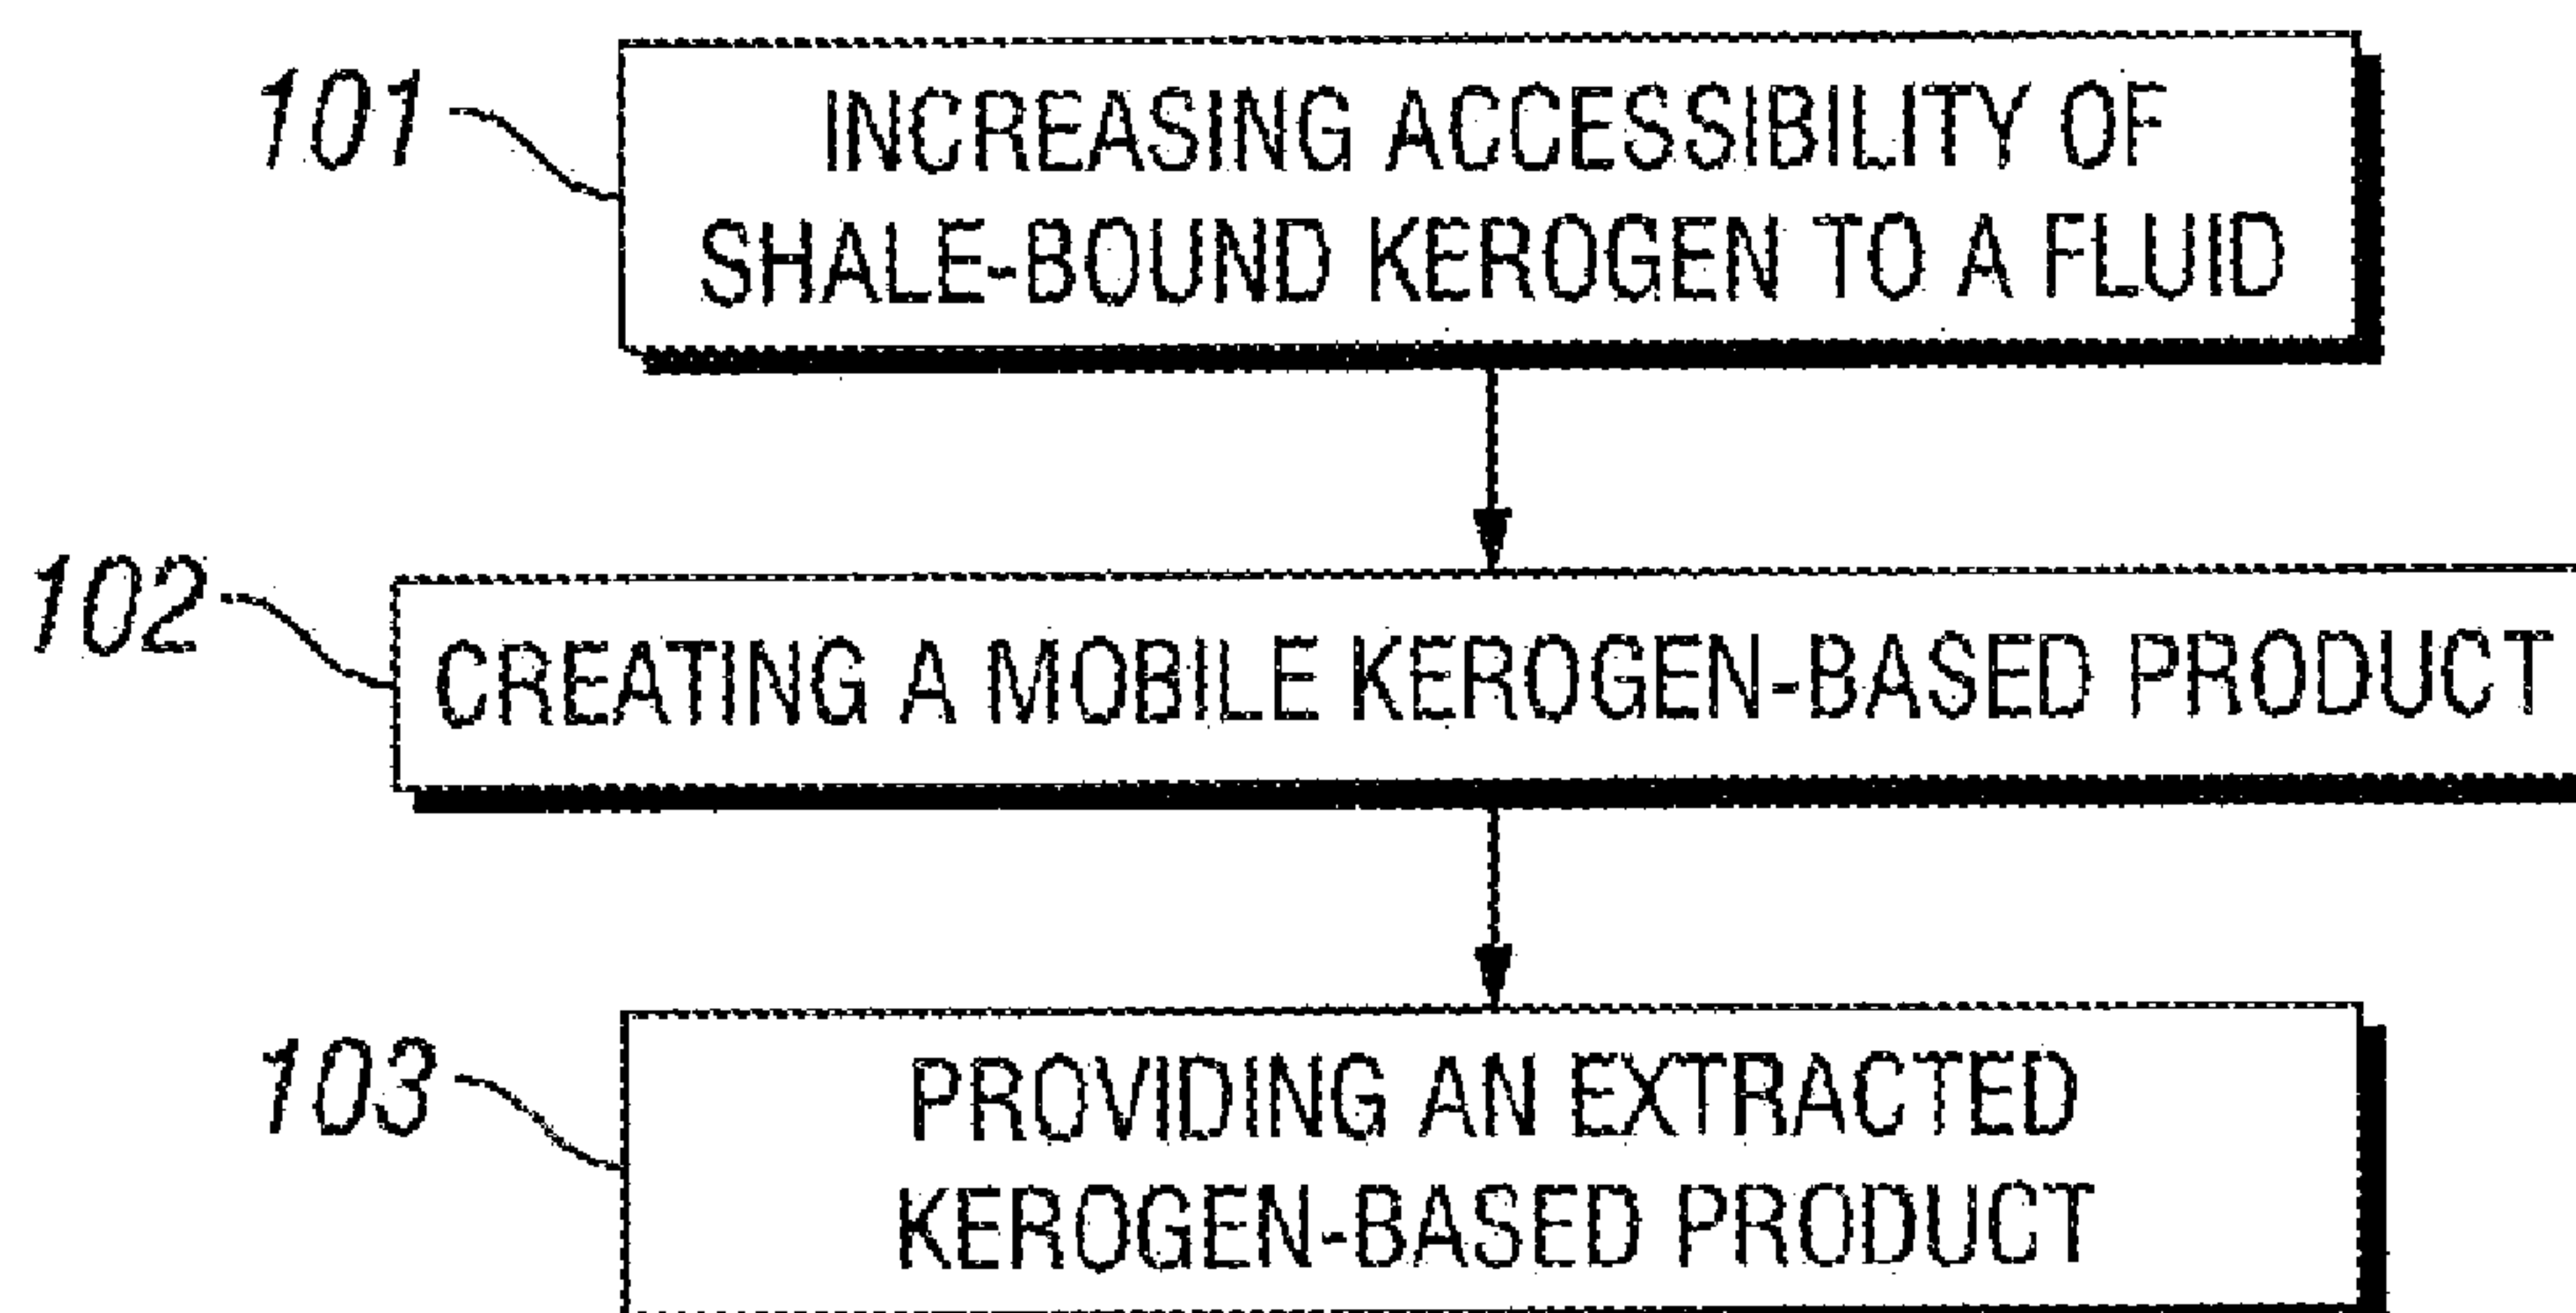 101
INCREASING ACCESSIBILITY OF
SHALE-BOUND KEROGEN TO A FLUID
102
CREATING A MOBILE KEROGEN-BASED PRODUCT
103
PROVIDING AN EXTRACTED
KEROGEN-BASED PRODUCT